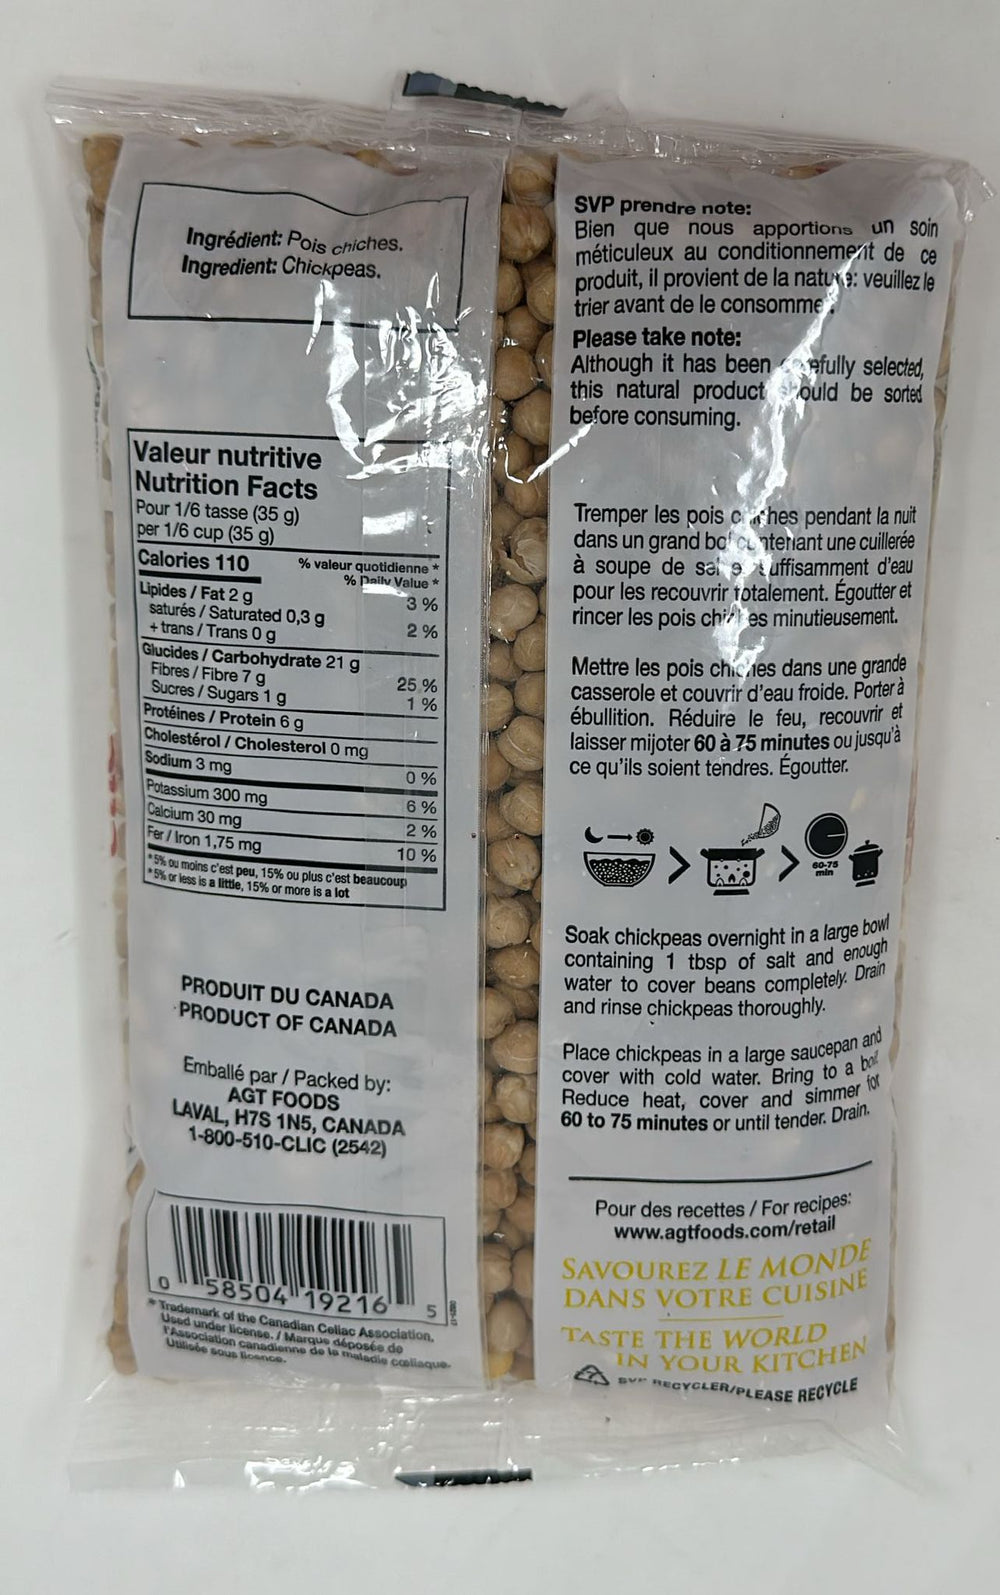 Ingrédient: Pois chiches.
Ingredient: Chickpeas.
Valeur nutritive
Nutrition Facts
Pour 1/6 tasse (35 g)
per 1/6 cup (35 g)
Calories 110
% valeur quotidienne *
% Daily Value *
Lipides / Fat 2 g 3 %
saturés / Saturated 0,3 g
+ trans / Trans 0 g 2 %
Glucides / Carbohydrate 21 g
Fibres / Fibre 7 g 25 %
Sucres / Sugars 1 g 1 %
Protéines / Protein 6 g
Cholestérol / Cholesterol 0 mg
Sodium 3 mg 0 %
Potassium 300 mg 6 %
Calcium 30 mg 2 %
Fer / Iron 1,75 mg 10 %
*5% ou moins c'est peu, 15% ou plus c'est beaucoup
*5% or less is a little, 15% or more is a lot
PRODUIT DU CANADA
PRODUCT OF CANADA
Emballé par / Packed by:
AGT FOODS
LAVAL, H7S 1N5, CANADA
1-800-510-CLIC (2542)
0 58504 19216 5
* Trademark of the Canadian Celiac Association.
Used under license. / Marque déposée de
l'Association canadienne de la maladie cœliaque.
Utilisée sous licence.
SVP prendre note:
Bien que nous apportions un soin
méticuleux au conditionnement de ce
produit, il provient de la nature: veuillez le
trier avant de le consommer.
Please take note:
Although it has been carefully selected,
this natural product should be sorted
before consuming.
Tremper les pois chiches pendant la nuit
dans un grand bol contenant une cuillerée
à soupe de sel et suffisamment d'eau
pour les recouvrir totalement. Égoutter et
rincer les pois chiches minutieusement.
Mettre les pois chiches dans une grande
casserole et couvrir d'eau froide. Porter à
ébullition. Réduire le feu, recouvrir et
laisser mijoter 60 à 75 minutes ou jusqu'à
ce qu'ils soient tendres. Égoutter.
60-75
min
Soak chickpeas overnight in a large bowl
containing 1 tbsp of salt and enough
water to cover beans completely. Drain
and rinse chickpeas thoroughly.
Place chickpeas in a large saucepan and
cover with cold water. Bring to a boil.
Reduce heat, cover and simmer for
60 to 75 minutes or until tender. Drain.
Pour des recettes / For recipes:
www.agtfoods.com/retail
SAVOUREZ LE MONDE
DANS VOTRE CUISINE
TASTE THE WORLD
IN YOUR KITCHEN
SVP RECYCLER/PLEASE RECYCLE